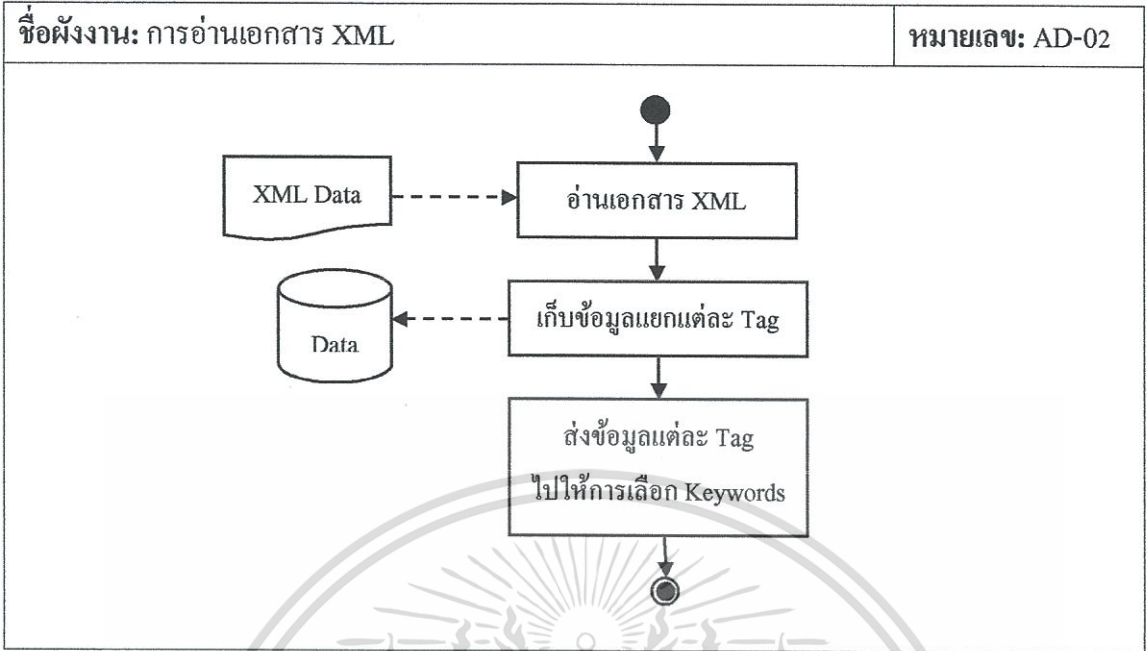 ชื่อผังงาน: การอ่านเอกสาร XML
หมายเลข: AD-02
XML Data
อ่านเอกสาร XML
เก็บข้อมูลแยกแต่ละ Tag
Data
ส่งข้อมูลแต่ละ Tag
ไปให้การเลือก Keywords